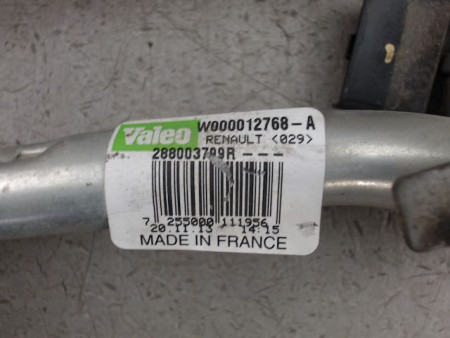 Valeo W000012768-A
RENAULT <029>
288003799R---
7 255000 111956
20.11.13 14:15
MADE IN FRANCE